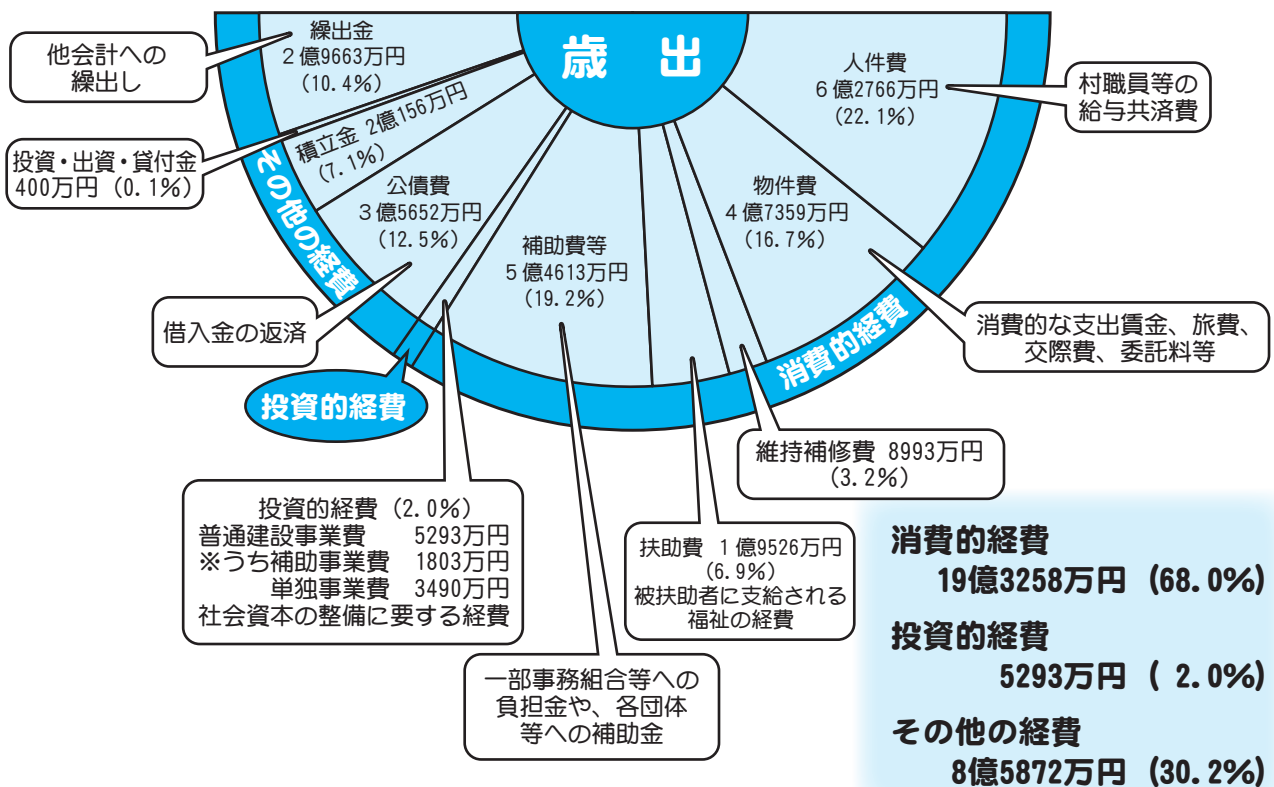 歳 出
繰出金
2億9663万円
(10.4%)
他会計への
繰出し
投資・出資・貸付金
400万円 (0.1%)
積立金 2億156万円
(7.1%)
その他の経費
公債費
3億5652万円
(12.5%)
借入金の返済
投資的経費
投資的経費 (2.0%)
普通建設事業費 5293万円
※うち補助事業費 1803万円
単独事業費 3490万円
社会資本の整備に要する経費
補助費等
5億4613万円
(19.2%)
一部事務組合等への
負担金や、各団体
等への補助金
扶助費 1億9526万円
(6.9%)
被扶助者に支給される
福祉の経費
維持補修費 8993万円
(3.2%)
物件費
4億7359万円
(16.7%)
消費的な支出賃金、旅費、
交際費、委託料等
消費的経費
人件費
6億2766万円
(22.1%)
村職員等の
給与共済費
消費的経費
19億3258万円 (68.0%)
投資的経費
5293万円 ( 2.0%)
その他の経費
8億5872万円 (30.2%)